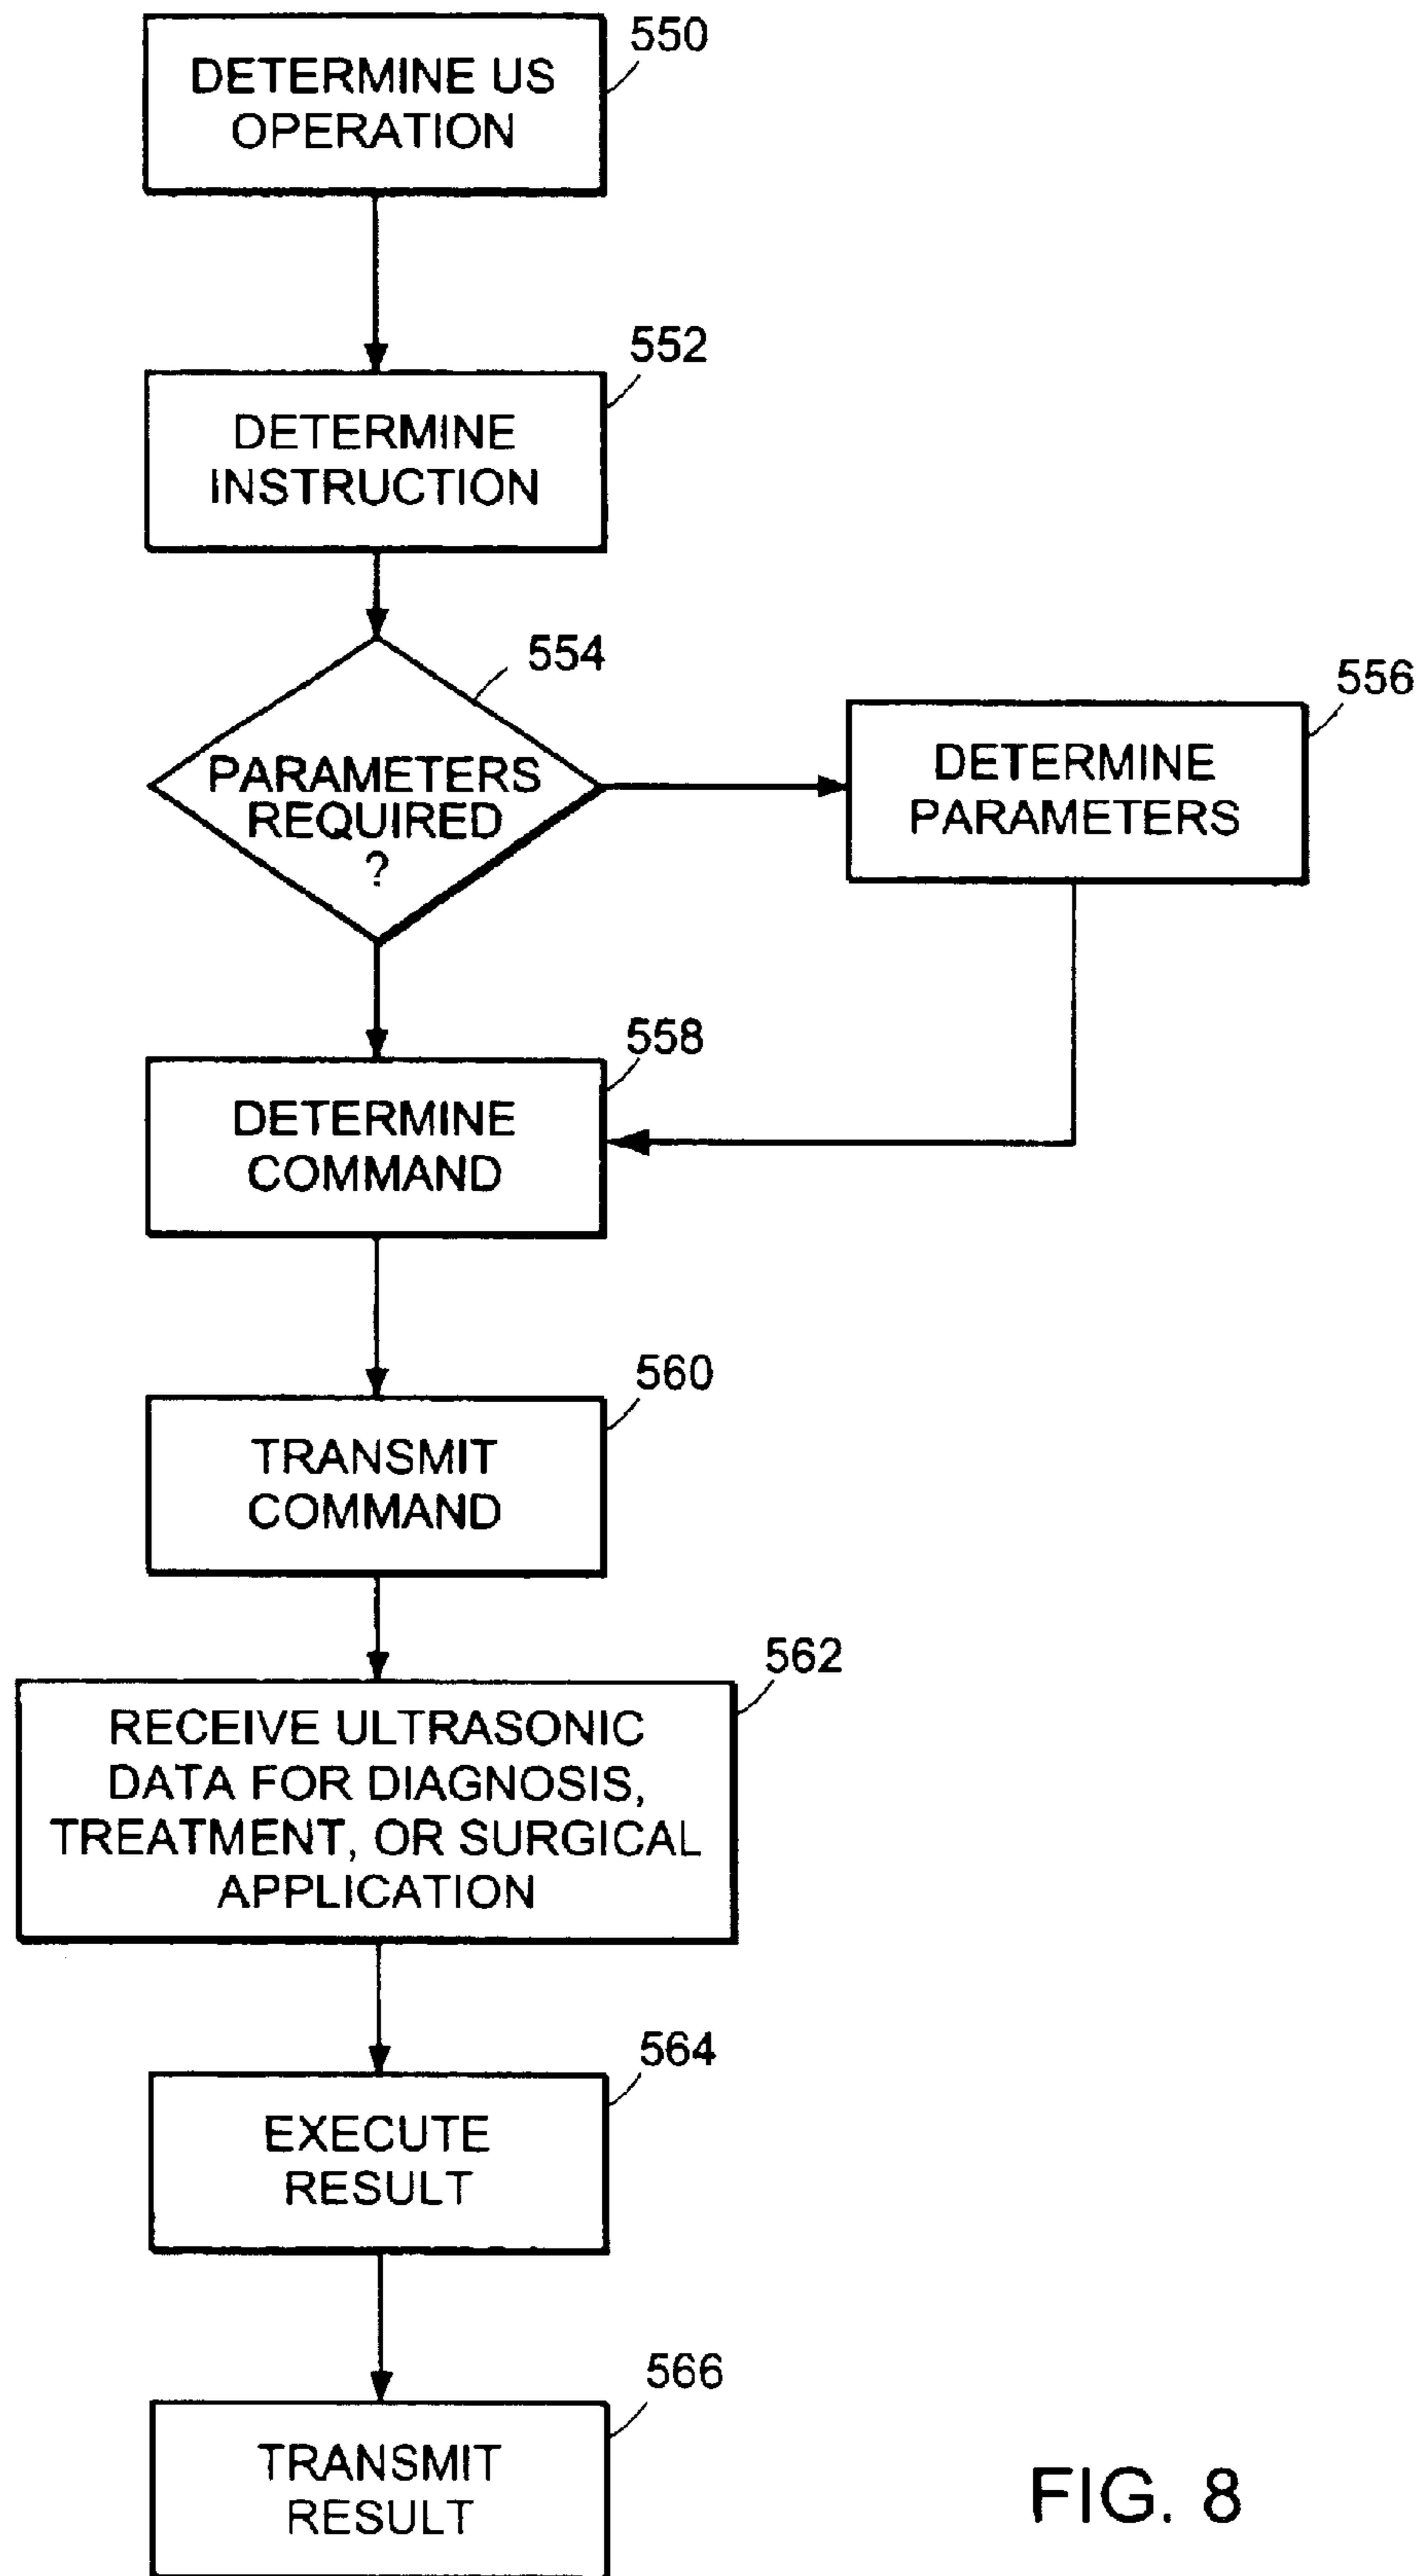 550
DETERMINE US
OPERATION
552
DETERMINE
INSTRUCTION
554
PARAMETERS
REQUIRED
?
556
DETERMINE
PARAMETERS
558
DETERMINE
COMMAND
560
TRANSMIT
COMMAND
562
RECEIVE ULTRASONIC
DATA FOR DIAGNOSIS,
TREATMENT, OR SURGICAL
APPLICATION
564
EXECUTE
RESULT
566
TRANSMIT
RESULT
FIG. 8